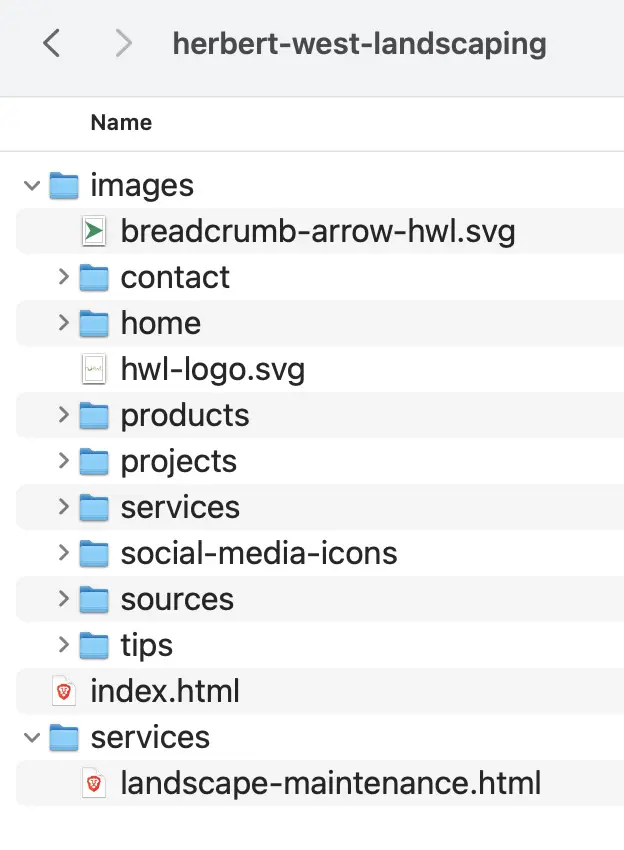 herbert-west-landscaping
Name
images
breadcrumb-arrow-hwl.svg
contact
home
hwl-logo.svg
products
projects
services
social-media-icons
sources
tips
index.html
services
landscape-maintenance.html